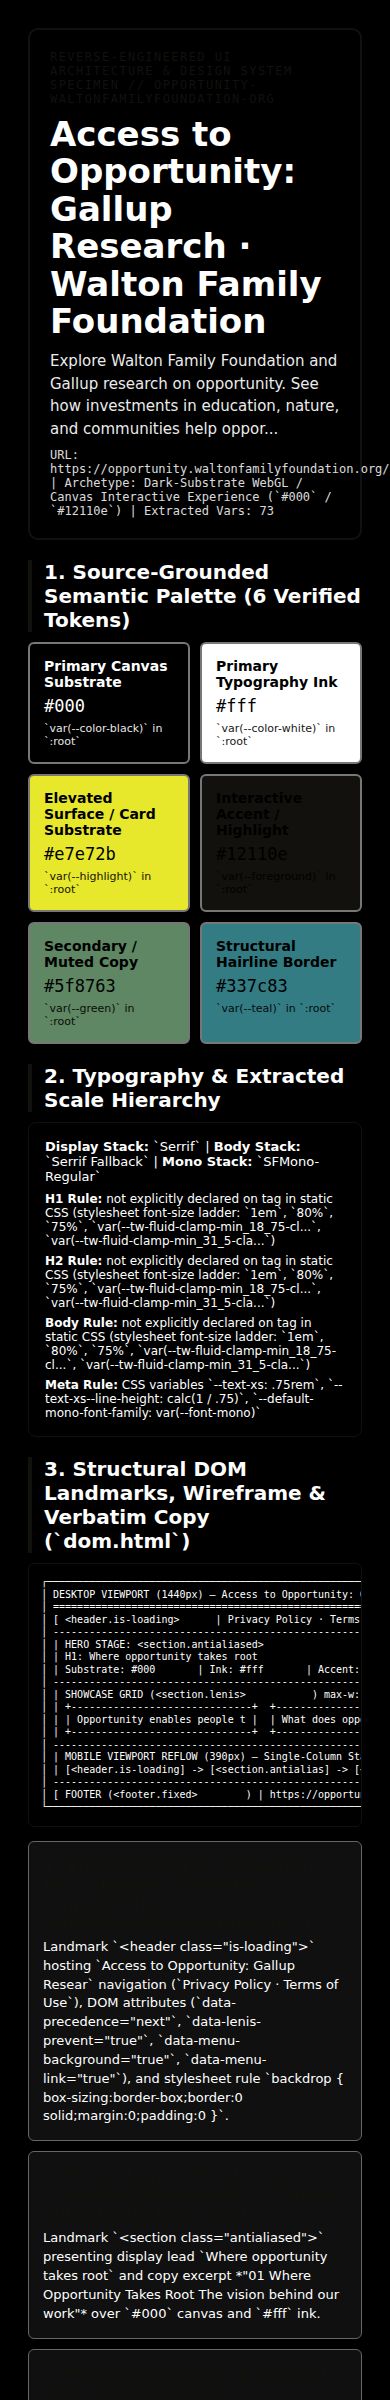 REVERSE-ENGINEERED UI
ARCHITECTURE & DESIGN SYSTEM
SPECIMEN // OPPORTUNITY-
WALTONFAMILYFOUNDATION-ORG
Access to
Opportunity:
Gallup
Research ·
Walton Family
Foundation
Explore Walton Family Foundation and
Gallup research on opportunity. See
how investments in education, nature,
and communities help oppor...
URL:
https://opportunity.waltonfamilyfoundation.org/
| Archetype: Dark-Substrate WebGL /
Canvas Interactive Experience (`#000` /
`#12110e`) | Extracted Vars: 73
1. Source-Grounded
Semantic Palette (6 Verified
Tokens)
Primary Canvas
Substrate
#000
`var(--color-black)` in
`:root`
Primary
Typography Ink
#fff
`var(--color-white)` in
`:root`
Elevated
Surface / Card
Substrate
#e7e72b
`var(--highlight)` in
`:root`
Interactive
Accent /
Highlight
#12110e
`var(--foreground)` in
`:root`
Secondary /
Muted Copy
#5f8763
`var(--green)` in
`:root`
Structural
Hairline Border
#337c83
`var(--teal)` in `:root`
2. Typography & Extracted
Scale Hierarchy
Display Stack: `Serrif` | Body Stack:
`Serrif Fallback` | Mono Stack: `SFMono-
Regular`
H1 Rule: not explicitly declared on tag in static
CSS (stylesheet font-size ladder: `1em`, `80%`,
`75%`, `var(--tw-fluid-clamp-min_18_75-cl...`,
`var(--tw-fluid-clamp-min_31_5-cla...`)
H2 Rule: not explicitly declared on tag in static
CSS (stylesheet font-size ladder: `1em`, `80%`,
`75%`, `var(--tw-fluid-clamp-min_18_75-cl...`,
`var(--tw-fluid-clamp-min_31_5-cla...`)
Body Rule: not explicitly declared on tag in
static CSS (stylesheet font-size ladder: `1em`,
`80%`, `75%`, `var(--tw-fluid-clamp-min_18_75-
cl...`, `var(--tw-fluid-clamp-min_31_5-cla...`)
Meta Rule: CSS variables `--text-xs: .75rem`, `--
text-xs--line-height: calc(1 / .75)`, `--default-
mono-font-family: var(--font-mono)`
3. Structural DOM
Landmarks, Wireframe &
Verbatim Copy
(`dom.html`)
DESKTOP VIEWPORT (1440px) — Access to Opportunity:
[ <header.is-loading> | Privacy Policy · Terms
HERO STAGE: <section.antialiased>
H1: Where opportunity takes root
Substrate: #000 | Ink: #fff | Accent:
SHOWCASE GRID (<section.lenis> ) max-w:
| Opportunity enables people t | | What does opp
MOBILE VIEWPORT REFLOW (390px) — Single-Column
[<header.is-loading] -> [<section.antialias] ->
[ FOOTER (<footer.fixed> ) |
Landmark `<header class="is-loading">`
hosting `Access to Opportunity: Gallup
Resear` navigation (`Privacy Policy · Terms of
Use`), DOM attributes (`data-
precedence="next"`, `data-lenis-
prevent="true"`, `data-menu-
background="true"`, `data-menu-
link="true"`), and stylesheet rule `backdrop {
box-sizing:border-box;border:0
solid;margin:0;padding:0 }`.
Landmark `<section class="antialiased">`
presenting display lead `Where opportunity
takes root` and copy excerpt *"01 Where
Opportunity Takes Root The vision behind our
work"* over `#000` canvas and `#fff` ink.